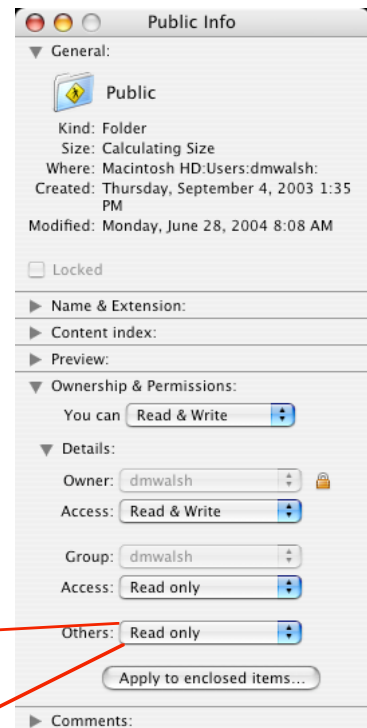 Public Info
General:
Public
Kind: Folder
Size: Calculating Size
Where: Macintosh HD:Users:dmwalsh:
Created: Thursday, September 4, 2003 1:35
PM
Modified: Monday, June 28, 2004 8:08 AM
Locked
Name & Extension:
Content index:
Preview:
Ownership & Permissions:
You can Read & Write
Details:
Owner: dmwalsh
Access: Read & Write
Group: dmwalsh
Access: Read only
Others: Read only
Apply to enclosed items...
Comments: